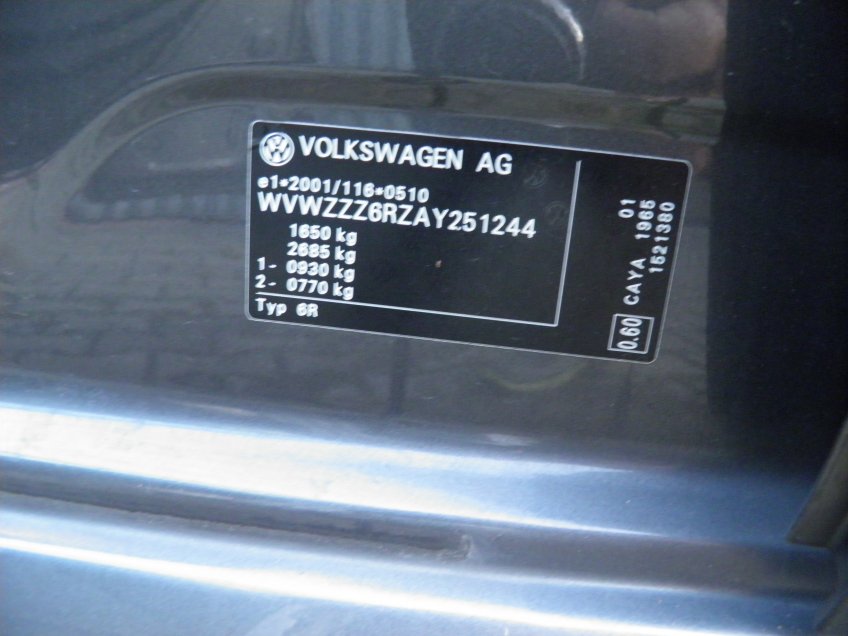 VOLKSWAGEN AG
e1*2001/116*0510
WVWZZZ6RZAY251244
1650 kg
2685 kg
1- 0930 kg
2- 0770 kg
Typ 6R
0.60 CAYA 1965 01
1521380